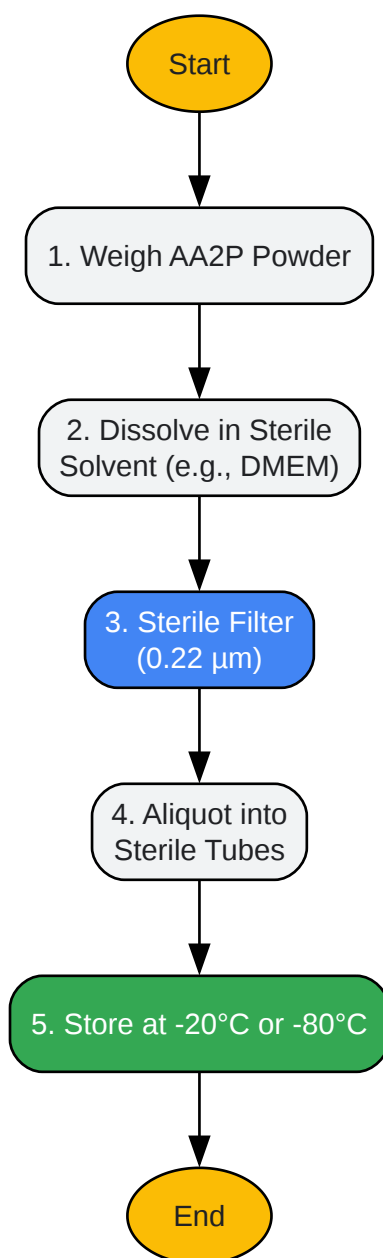 Start
1. Weigh AA2P Powder
2. Dissolve in Sterile
Solvent (e.g., DMEM)
3. Sterile Filter
(0.22 µm)
4. Aliquot into
Sterile Tubes
5. Store at -20°C or -80°C
End